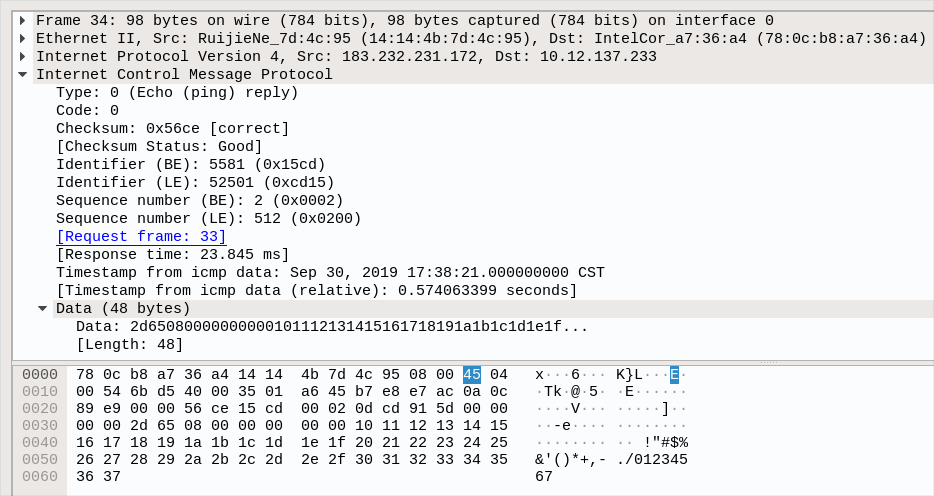 Frame 34: 98 bytes on wire (784 bits), 98 bytes captured (784 bits) on interface 0
Ethernet II, Src: RuijieNe_7d:4c:95 (14:14:4b:7d:4c:95), Dst: IntelCor_a7:36:a4 (78:0c:b8:a7:36:a4)
Internet Protocol Version 4, Src: 183.232.231.172, Dst: 10.12.137.233
Internet Control Message Protocol
Type: 0 (Echo (ping) reply)
Code: 0
Checksum: 0x56ce [correct]
[Checksum Status: Good]
Identifier (BE): 5581 (0x15cd)
Identifier (LE): 52501 (0xcd15)
Sequence number (BE): 2 (0x0002)
Sequence number (LE): 512 (0x0200)
[Request frame: 33]
[Response time: 23.845 ms]
Timestamp from icmp data: Sep 30, 2019 17:38:21.000000000 CST
[Timestamp from icmp data (relative): 0.574063399 seconds]
Data (48 bytes)
Data: 2d65080000000000101112131415161718191a1b1c1d1e1f...
[Length: 48]
0000 78 0c b8 a7 36 a4 14 14 4b 7d 4c 95 08 00 45 04 x···6··· K}L···E·
0010 00 54 6b d5 40 00 35 01 a6 45 b7 e8 e7 ac 0a 0c ·Tk·@·5· ·E······
0020 89 e9 00 00 56 ce 15 cd 00 02 0d cd 91 5d 00 00 ····V··· ·····]··
0030 00 00 2d 65 08 00 00 00 00 00 10 11 12 13 14 15 ··-e···· ········
0040 16 17 18 19 1a 1b 1c 1d 1e 1f 20 21 22 23 24 25 ········ ·· !"#$%
0050 26 27 28 29 2a 2b 2c 2d 2e 2f 30 31 32 33 34 35 &'()*+,- ./012345
0060 36 37 67